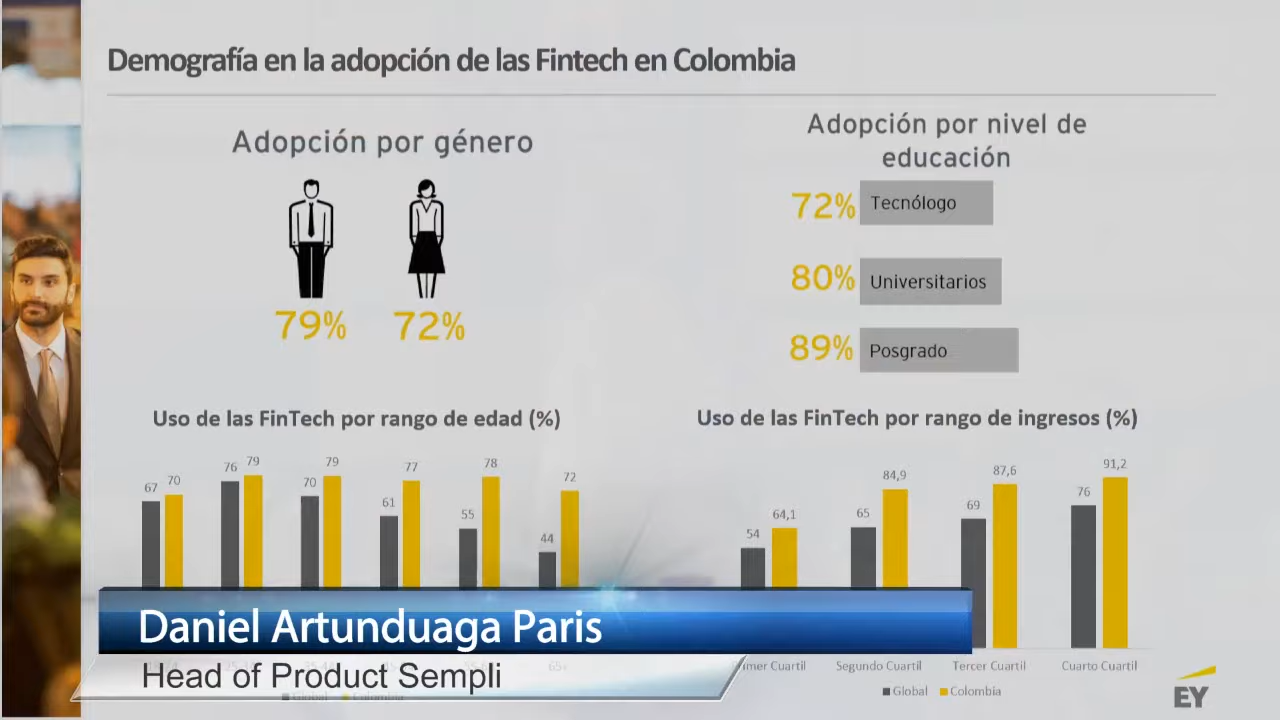 Demografía en la adopción de las Fintech en Colombia
Adopción por género
79% 72%
Adopción por nivel de
educación
72% Tecnólogo
80% Universitarios
89% Posgrado
Uso de las FinTech por rango de edad (%)
67 70 76 79 70 79 61 77 55 78 44 72
65+
Global Colombia
Uso de las FinTech por rango de ingresos (%)
54 64,1 65 84,9 69 87,6 76 91,2
Cuartil Segundo Cuartil Tercer Cuartil Cuarto Cuartil
Global Colombia
Daniel Artunduaga Paris
Head of Product Sempli
EY